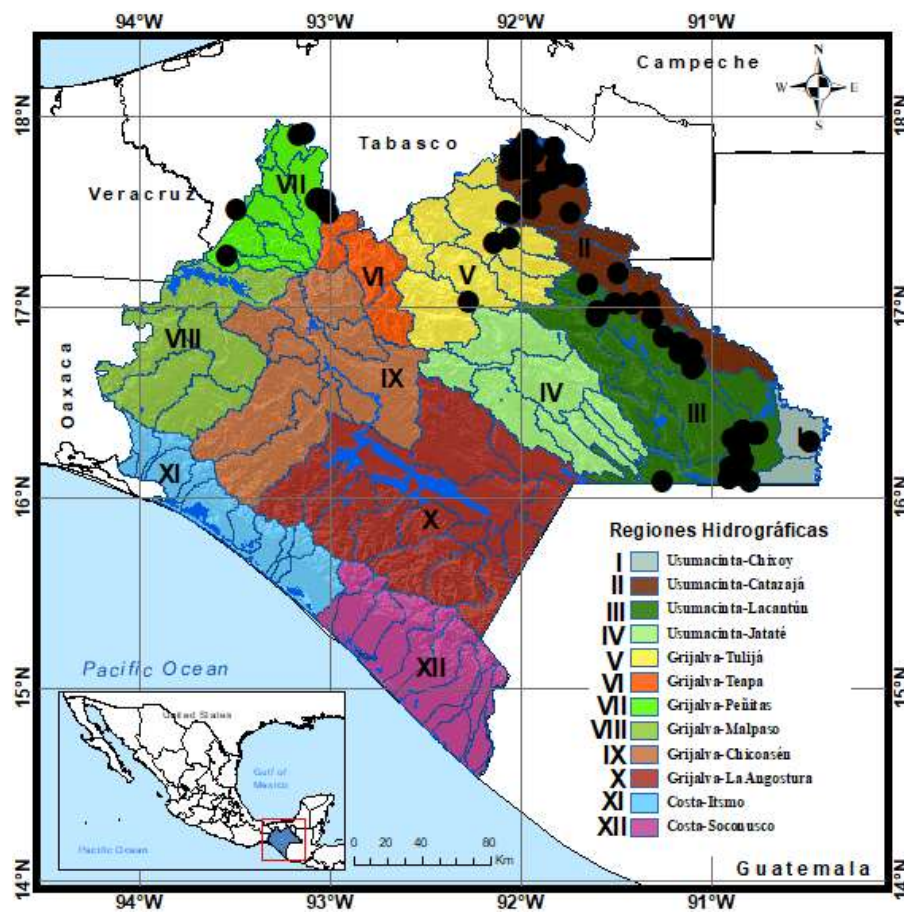 94°W 93°W 92°W 91°W
Campeche
N
W E
S
18°N 18°N
Tabasco
Veracruz
VII
II
VI
V
17°N 17°N
VIII
Oaxaca
IX
IV
III
I
XI
16°N 16°N
X
Regiones Hidrográficas
I Usumacinta-Chixoy
II Usumacinta-Catazajá
III Usumacinta-Lacantún
IV Usumacinta-Jataté
V Grijalva-Tulijá
VI Grijalva-Teapa
VII Grijalva-Peñitas
VIII Grijalva-Malpaso
IX Grijalva-Chicoasén
X Grijalva-La Angostura
XI Costa-Itsmo
XII Costa-Soconusco
XII
Pacific Ocean
15°N 15°N
United States
Gulf of
Mexico
Pacific Ocean
0 20 40 80
Km
Guatemala
14°N 14°N
94°W 93°W 92°W 91°W